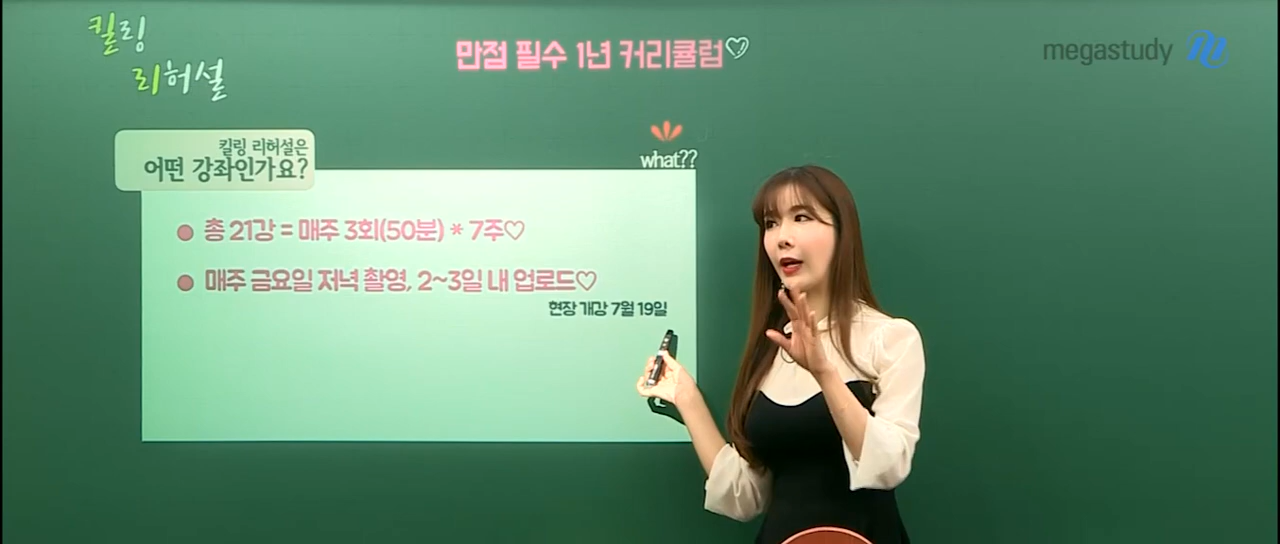 킬링
리허설
만점 필수 1년 커리큘럼♡
megastudy
킬링 리허설은
어떤 강좌인가요?
what??
총 21강 = 매주 3회(50분) * 7주♡
매주 금요일 저녁 촬영, 2~3일 내 업로드♡
현장 개강 7월 19일